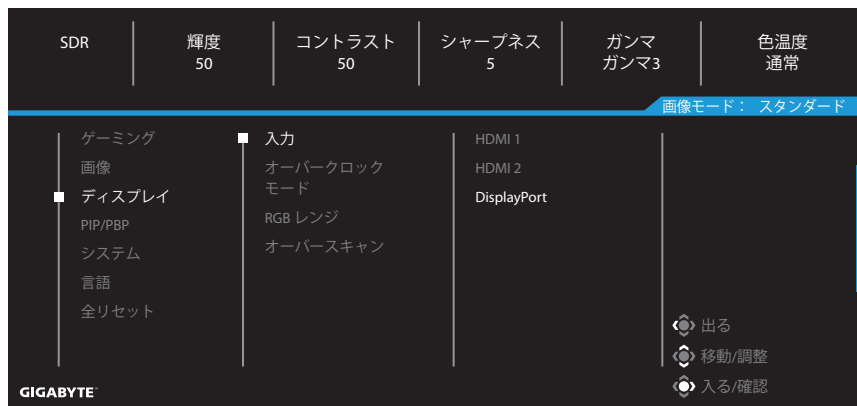 SDR
輝度
50
コントラスト
50
シャープネス
5
ガンマ
ガンマ3
色温度
通常
画像モード： スタンダード
ゲーミング
画像
ディスプレイ
PIP/PBP
システム
言語
全リセット
入力
オーバークロック
モード
RGB レンジ
オーバースキャン
HDMI 1
HDMI 2
DisplayPort
出る
移動/調整
入る/確認
GIGABYTE™